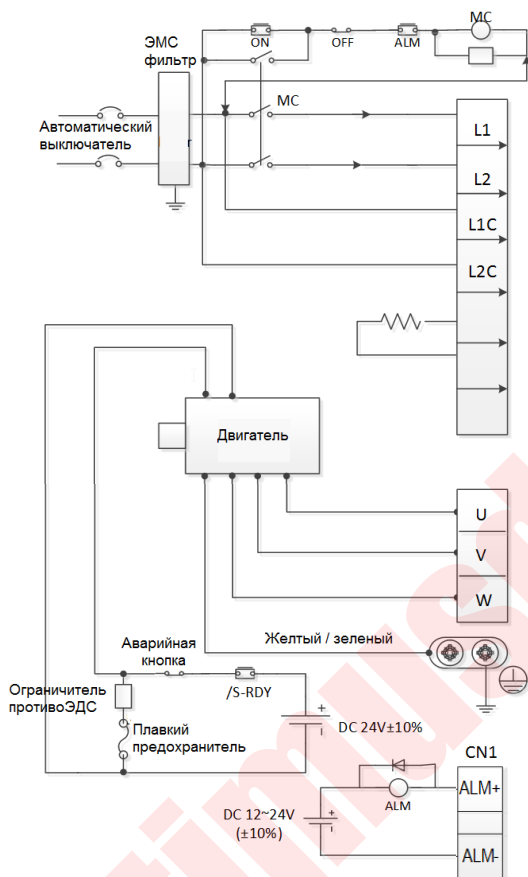 MC
ЭМС
фильтр
ON
OFF
ALM
MC
Автоматический
выключатель
L1
L2
L1C
L2C
Двигатель
U
V
W
Желтый / зеленый
Аварийная
кнопка
/S-RDY
Ограничитель
противоЭДС
Плавкий
предохранитель
DC 24V±10%
CN1
ALM+
DC 12~24V
(±10%)
ALM
ALM-